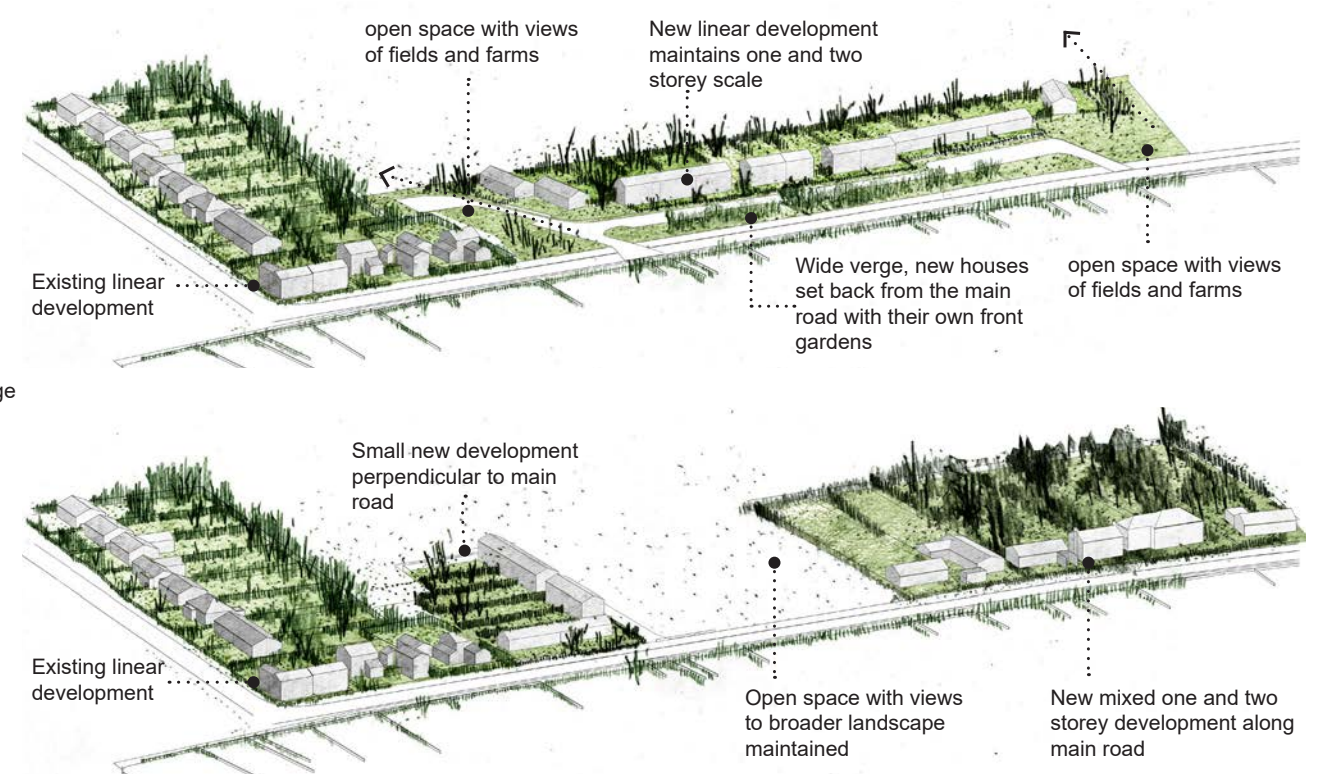 open space with views
of fields and farms
New linear development
maintains one and two
storey scale
Existing linear
development
Wide verge, new houses
set back from the main
road with their own front
gardens
open space with views
of fields and farms
ge
Small new development
perpendicular to main
road
Existing linear
development
Open space with views
to broader landscape
maintained
New mixed one and two
storey development along
main road